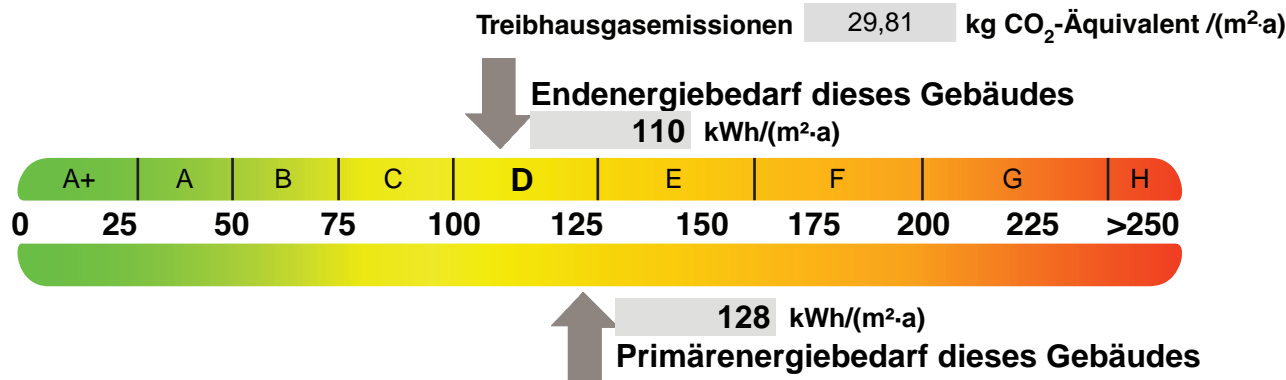 Treibhausgasemissionen 29,81 kg CO₂-Äquivalent /(m²·a)
Endenergiebedarf dieses Gebäudes
110 kWh/(m²·a)
A+ A B C D E F G H
0 25 50 75 100 125 150 175 200 225 >250
128 kWh/(m²·a)
Primärenergiebedarf dieses Gebäudes